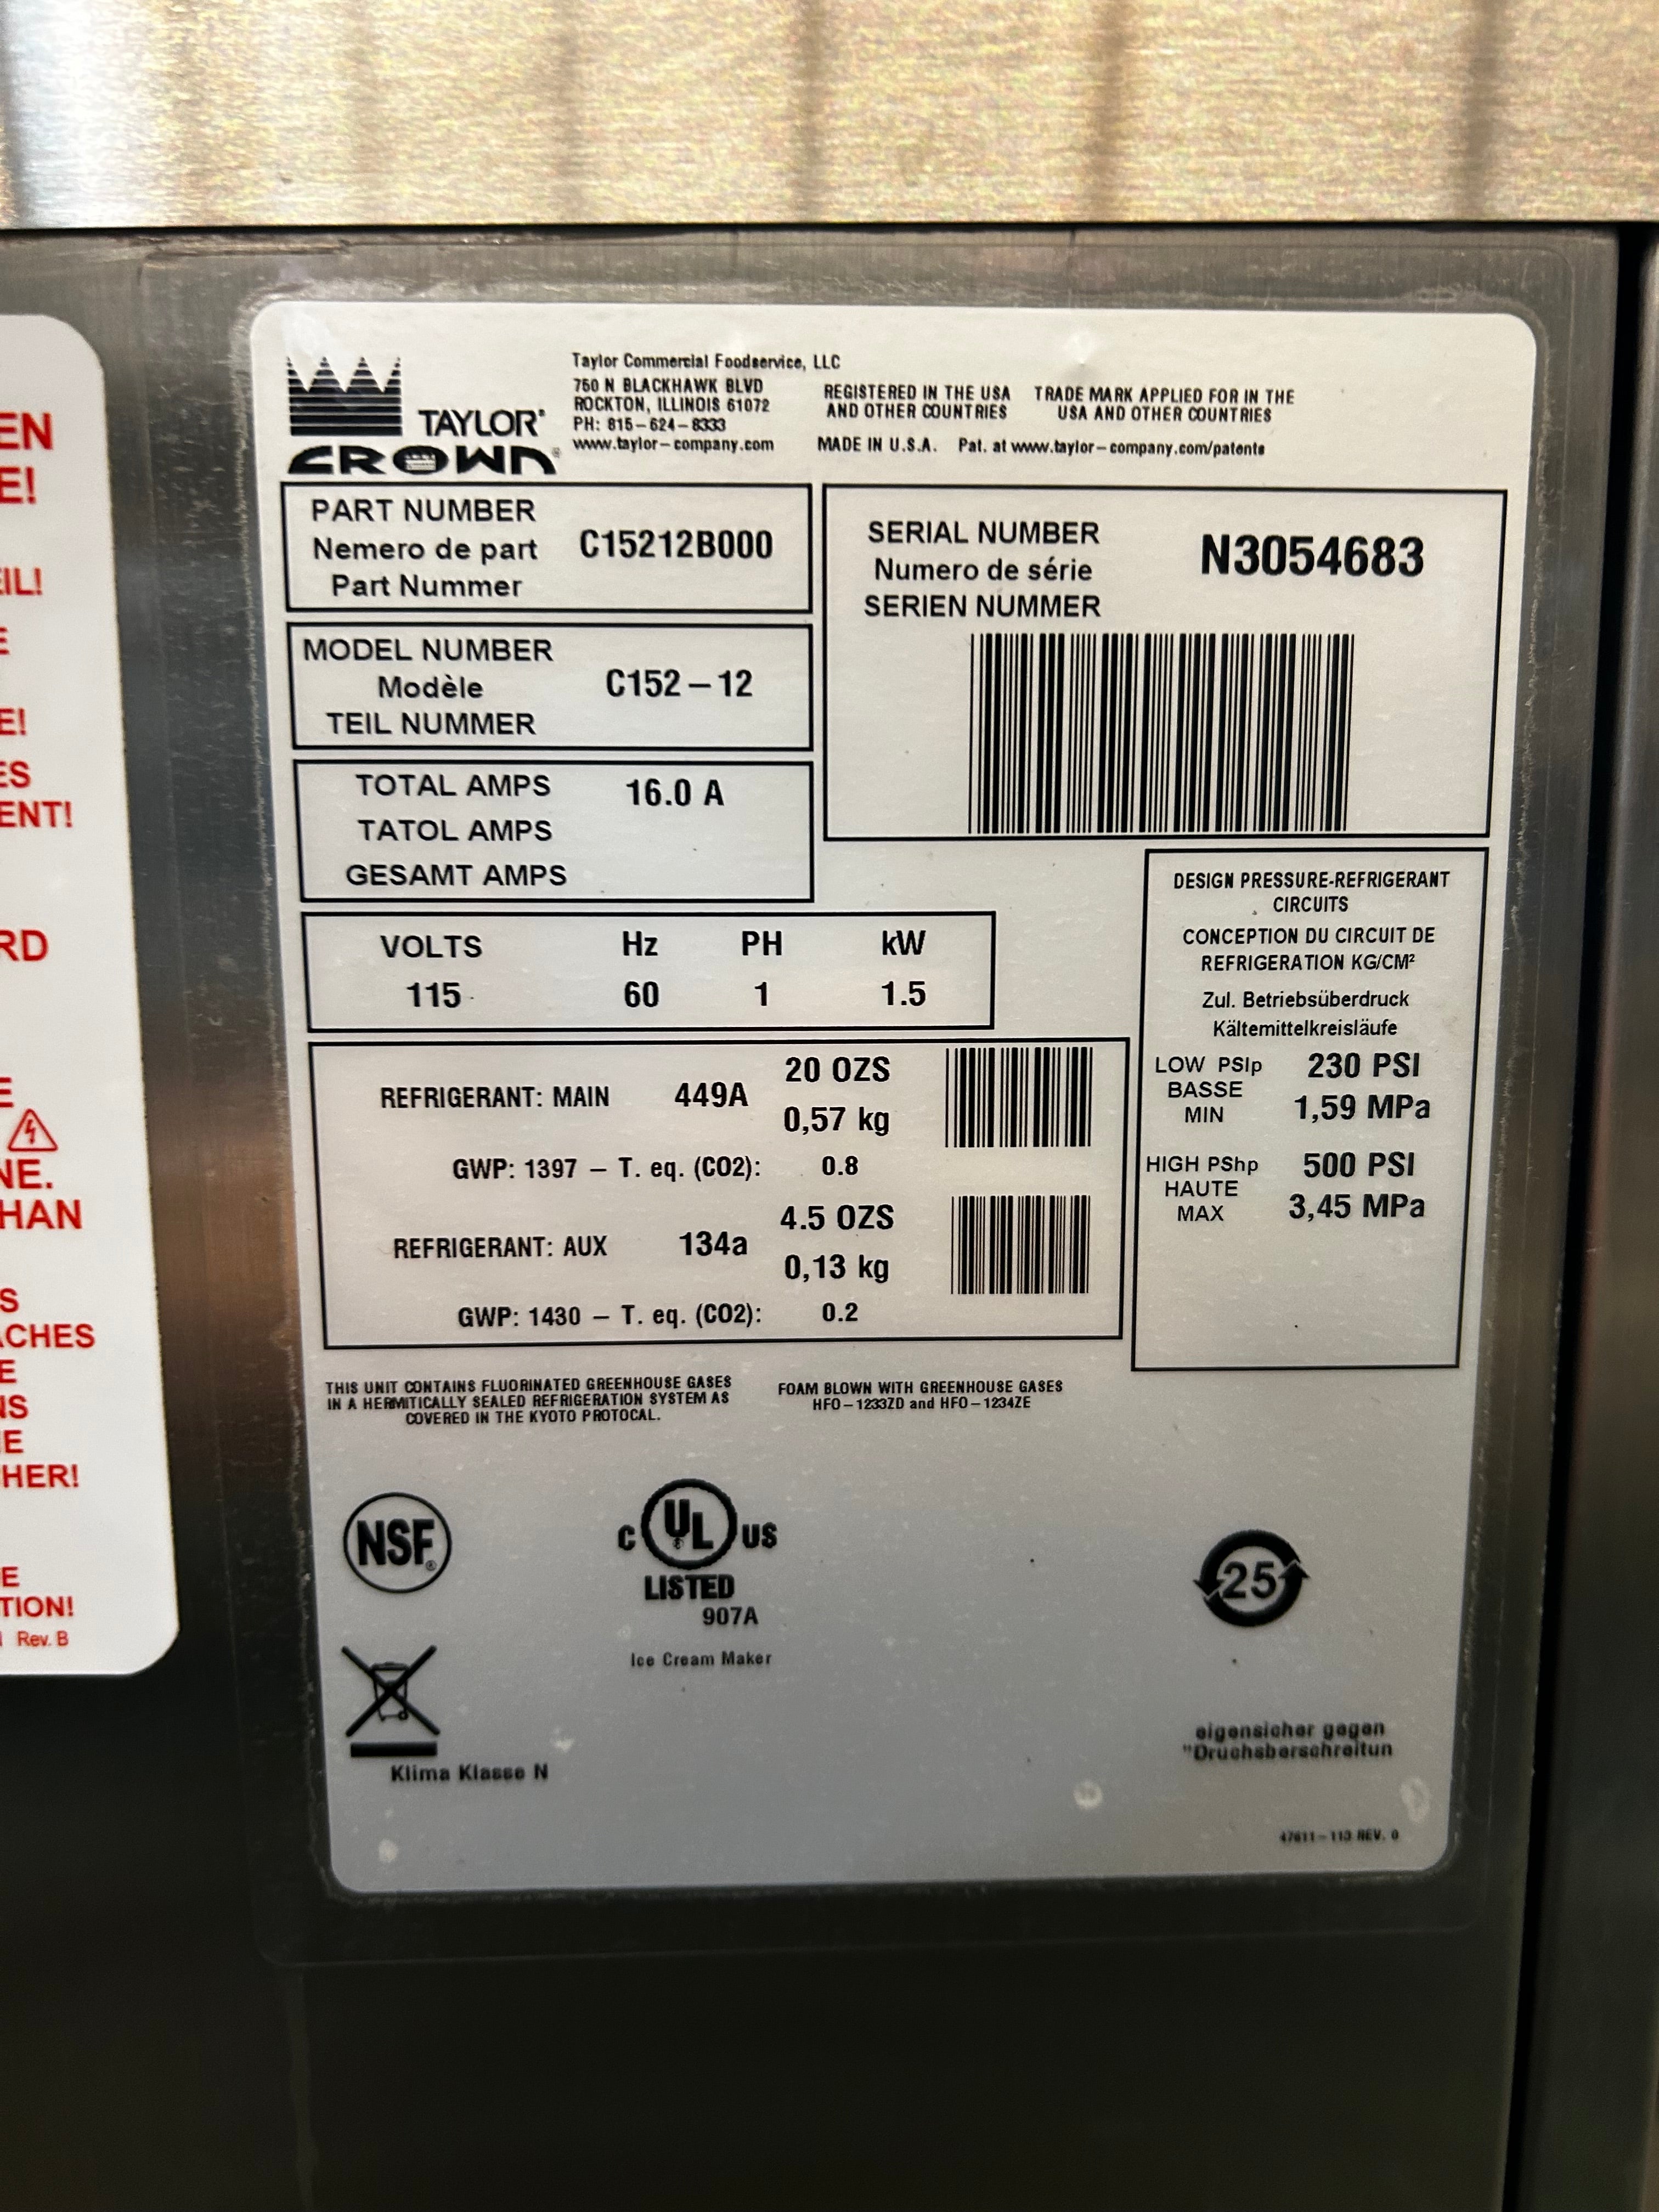 TAYLOR®
CROWN®
Taylor Commercial Foodservice, LLC
750 N BLACKHAWK BLVD
ROCKTON, ILLINOIS 61072
PH: 815-624-8333
www.taylor-company.com
REGISTERED IN THE USA
AND OTHER COUNTRIES
TRADE MARK APPLIED FOR IN THE
USA AND OTHER COUNTRIES
MADE IN U.S.A. Pat. at www.taylor-company.com/patents
PART NUMBER
Nemero de part C15212B000
Part Nummer
SERIAL NUMBER
Numero de série N3054683
SERIEN NUMMER
MODEL NUMBER
Modèle C152-12
TEIL NUMMER
TOTAL AMPS 16.0 A
TATOL AMPS
GESAMT AMPS
VOLTS Hz PH kW
115 60 1 1.5
REFRIGERANT: MAIN 449A 20 OZS
0,57 kg
GWP: 1397 - T. eq. (CO2): 0.8
REFRIGERANT: AUX 134a 4.5 OZS
0,13 kg
GWP: 1430 - T. eq. (CO2): 0.2
DESIGN PRESSURE-REFRIGERANT
CIRCUITS
CONCEPTION DU CIRCUIT DE
REFRIGERATION KG/CM²
Zul. Betriebsüberdruck
Kältemittelkreisläufe
LOW PSlp 230 PSI
BASSE
MIN 1,59 MPa
HIGH PShp 500 PSI
HAUTE
MAX 3,45 MPa
THIS UNIT CONTAINS FLUORINATED GREENHOUSE GASES
IN A HERMITICALLY SEALED REFRIGERATION SYSTEM AS
COVERED IN THE KYOTO PROTOCAL.
FOAM BLOWN WITH GREENHOUSE GASES
HFO-1233ZD and HFO-1234ZE
NSF®
C UL US
LISTED
907A
Ice Cream Maker
25
Klima Klasse N
eigensicher gegen
"Druchsberschreitun
47611-113 REV. 0
EN
E!
EIL!
E
E!
ES
ENT!
RD
E
NE.
HAN
S
ACHES
E
NS
E
HER!
E
TION!
Rev. B